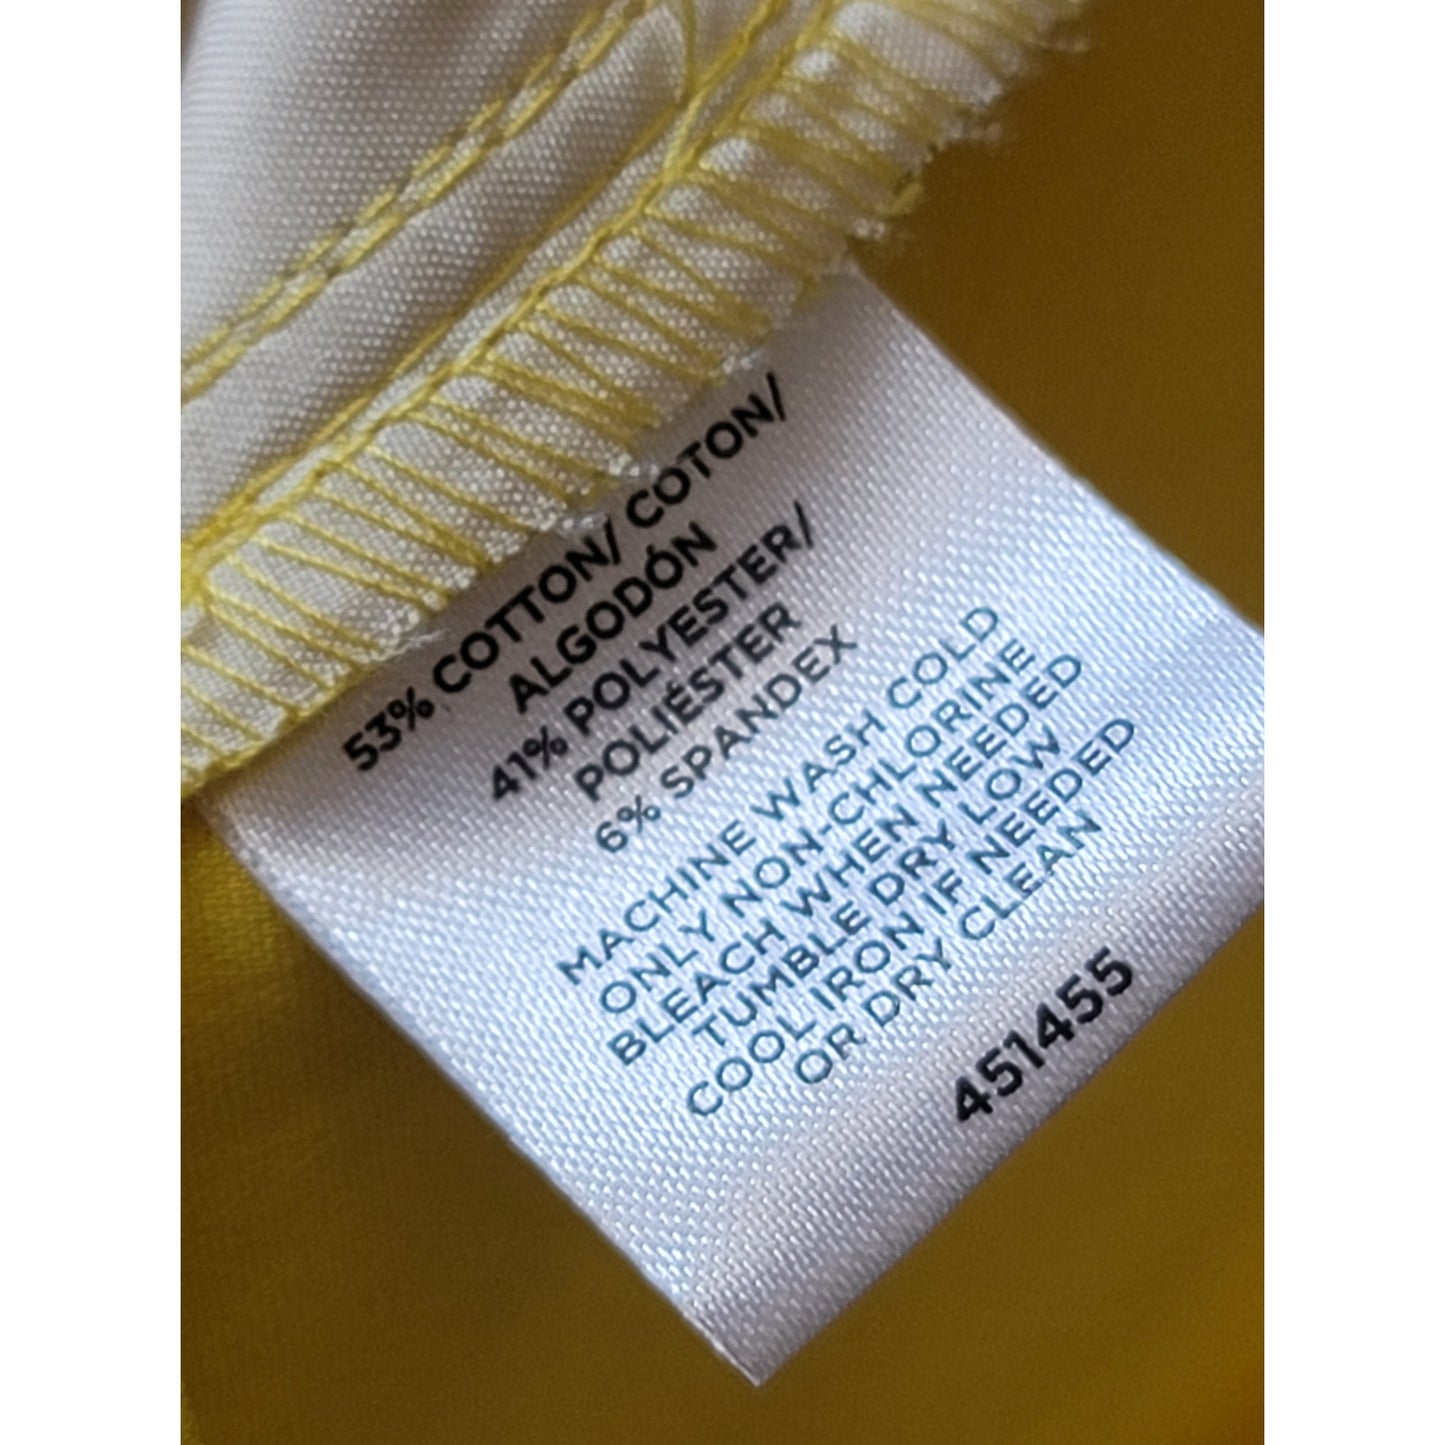 53% COTTON/ COTON/
ALGODÓN
41% POLYESTER/
POLIÉSTER
6% SPANDEX
MACHINE WASH COLD
ONLY NON-CHLORINE
BLEACH WHEN NEEDED
TUMBLE DRY LOW
COOL IRON IF NEEDED
OR DRY CLEAN
451455